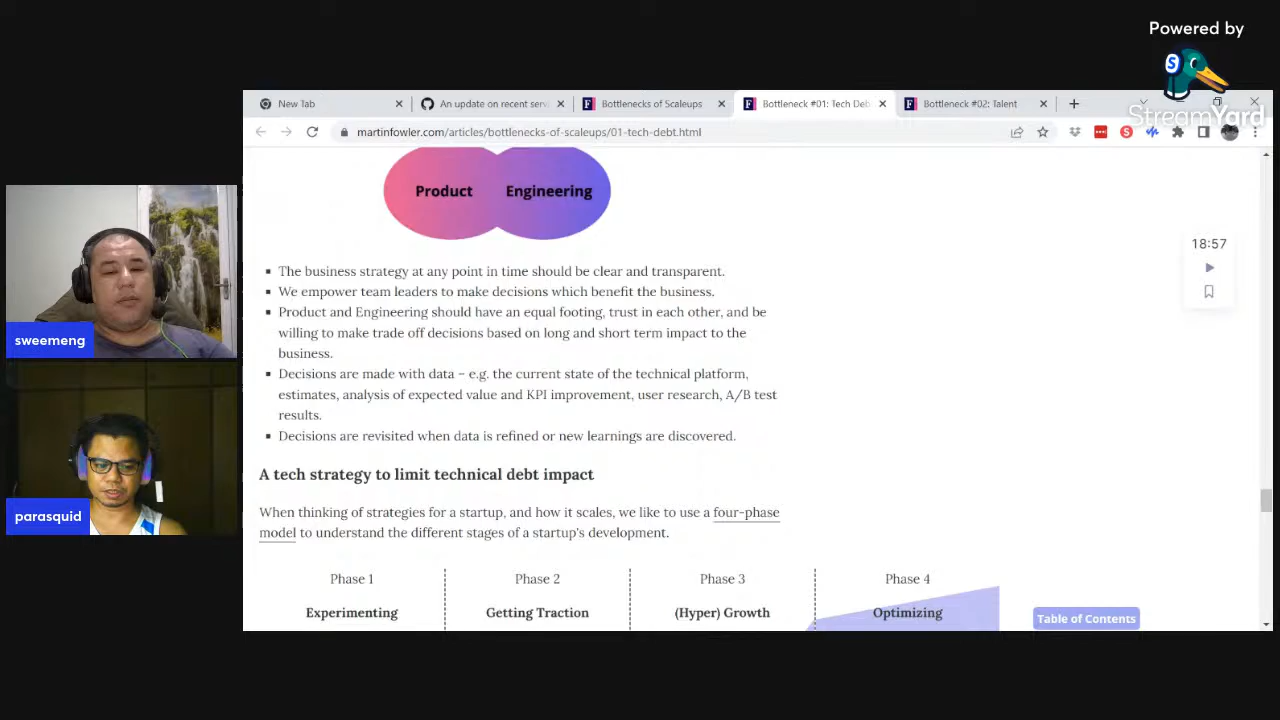 Powered by
S
StreamYard
New Tab
An update on recent serv
Bottlenecks of Scaleups
Bottleneck #01: Tech Deb
Bottleneck #02: Talent
martinfowler.com/articles/bottlenecks-of-scaleups/01-tech-debt.html
Product
Engineering
18:57
The business strategy at any point in time should be clear and transparent.
We empower team leaders to make decisions which benefit the business.
Product and Engineering should have an equal footing, trust in each other, and be
willing to make trade off decisions based on long and short term impact to the
business.
Decisions are made with data – e.g. the current state of the technical platform,
estimates, analysis of expected value and KPI improvement, user research, A/B test
results.
Decisions are revisited when data is refined or new learnings are discovered.
A tech strategy to limit technical debt impact
When thinking of strategies for a startup, and how it scales, we like to use a four-phase
model to understand the different stages of a startup's development.
Phase 1
Phase 2
Phase 3
Phase 4
Experimenting
Getting Traction
(Hyper) Growth
Optimizing
Table of Contents
sweemeng
parasquid